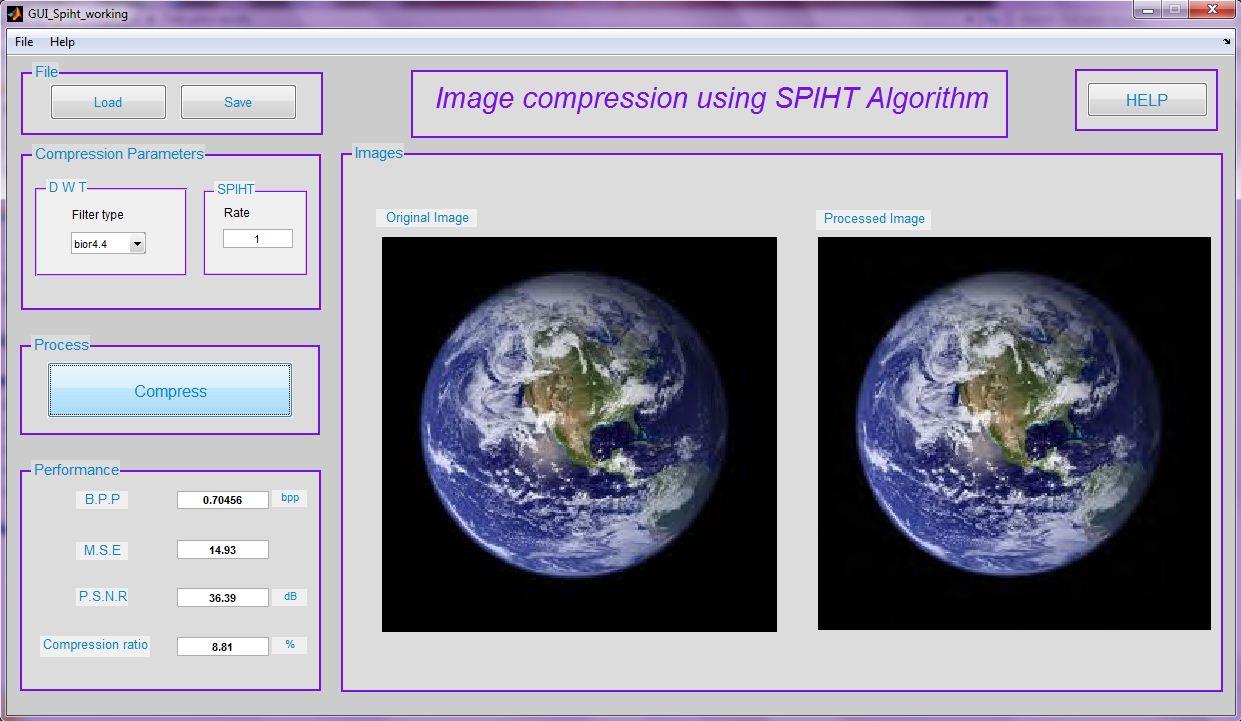 GUI_Spiht_working
File Help
File
Load Save
Image compression using SPIHT Algorithm
HELP
Compression Parameters
D W T
Filter type
bior4.4
SPIHT
Rate
1
Process
Compress
Performance
B.P.P 0.70456 bpp
M.S.E 14.93
P.S.N.R 36.39 dB
Compression ratio 8.81 %
Images
Original Image
Processed Image